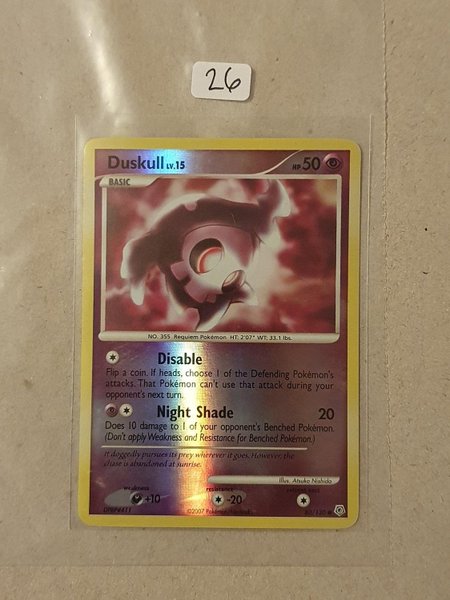 26
Duskull LV.15
HP 50
BASIC
NO. 355 Requiem Pokémon HT: 2'07" WT: 33.1 lbs.
Disable
Flip a coin. If heads, choose 1 of the Defending Pokémon's
attacks. That Pokémon can't use that attack during your
opponent's next turn.
Night Shade 20
Does 10 damage to 1 of your opponent's Benched Pokémon.
(Don't apply Weakness and Resistance for Benched Pokémon.)
It doggedly pursues its prey wherever it goes. However, the
chase is abandoned at sunrise.
Illus. Atsuko Nishida
weakness resistance
+10 -20
©2007 Pokémon/Nintendo
/130